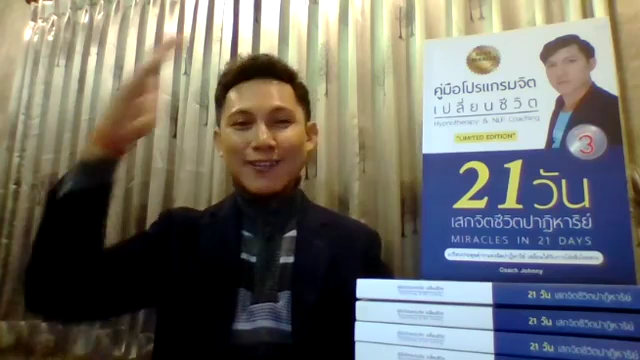 คู่มือโปรแกรมจิต
เปลี่ยนชีวิต
Hypnotherapy & NLP Coaching
"LIMITED EDITION"
3
21 วัน
เสกจิตชีวิตปาฏิหาริย์
MIRACLES IN 21 DAYS
Coach Johnny
21 วัน เสกจิตชีวิตปาฏิหาริย์
21 วัน เสกจิตชีวิตปาฏิหาริย์
21 วัน เสกจิตชีวิตปาฏิหาริย์